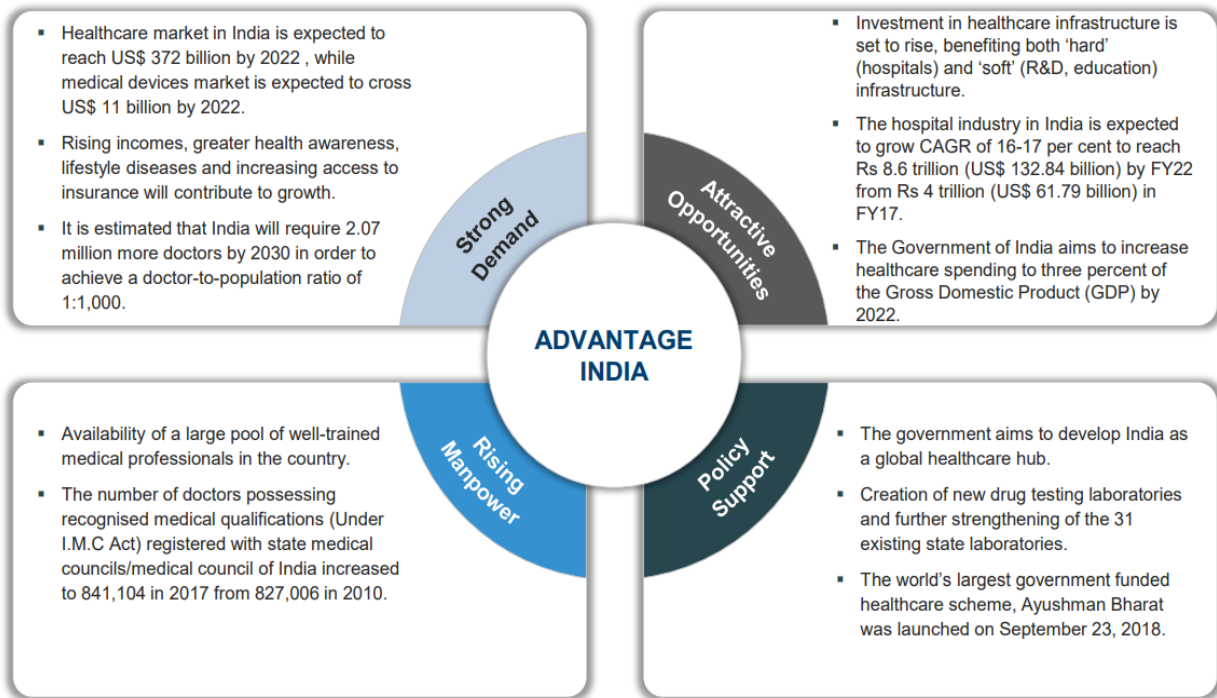 ▪ Healthcare market in India is expected to
reach US$ 372 billion by 2022 , while
medical devices market is expected to cross
US$ 11 billion by 2022.
▪ Rising incomes, greater health awareness,
lifestyle diseases and increasing access to
insurance will contribute to growth.
▪ It is estimated that India will require 2.07
million more doctors by 2030 in order to
achieve a doctor-to-population ratio of
1:1,000.
Strong
Demand
▪ Investment in healthcare infrastructure is
set to rise, benefiting both ‘hard’
(hospitals) and ‘soft’ (R&D, education)
infrastructure.
▪ The hospital industry in India is expected
to grow CAGR of 16-17 per cent to reach
Rs 8.6 trillion (US$ 132.84 billion) by FY22
from Rs 4 trillion (US$ 61.79 billion) in
FY17.
▪ The Government of India aims to increase
healthcare spending to three percent of
the Gross Domestic Product (GDP) by
2022.
Attractive
Opportunities
ADVANTAGE
INDIA
▪ Availability of a large pool of well-trained
medical professionals in the country.
▪ The number of doctors possessing
recognised medical qualifications (Under
I.M.C Act) registered with state medical
councils/medical council of India increased
to 841,104 in 2017 from 827,006 in 2010.
Rising
Manpower
▪ The government aims to develop India as
a global healthcare hub.
▪ Creation of new drug testing laboratories
and further strengthening of the 31
existing state laboratories.
▪ The world’s largest government funded
healthcare scheme, Ayushman Bharat
was launched on September 23, 2018.
Policy
Support